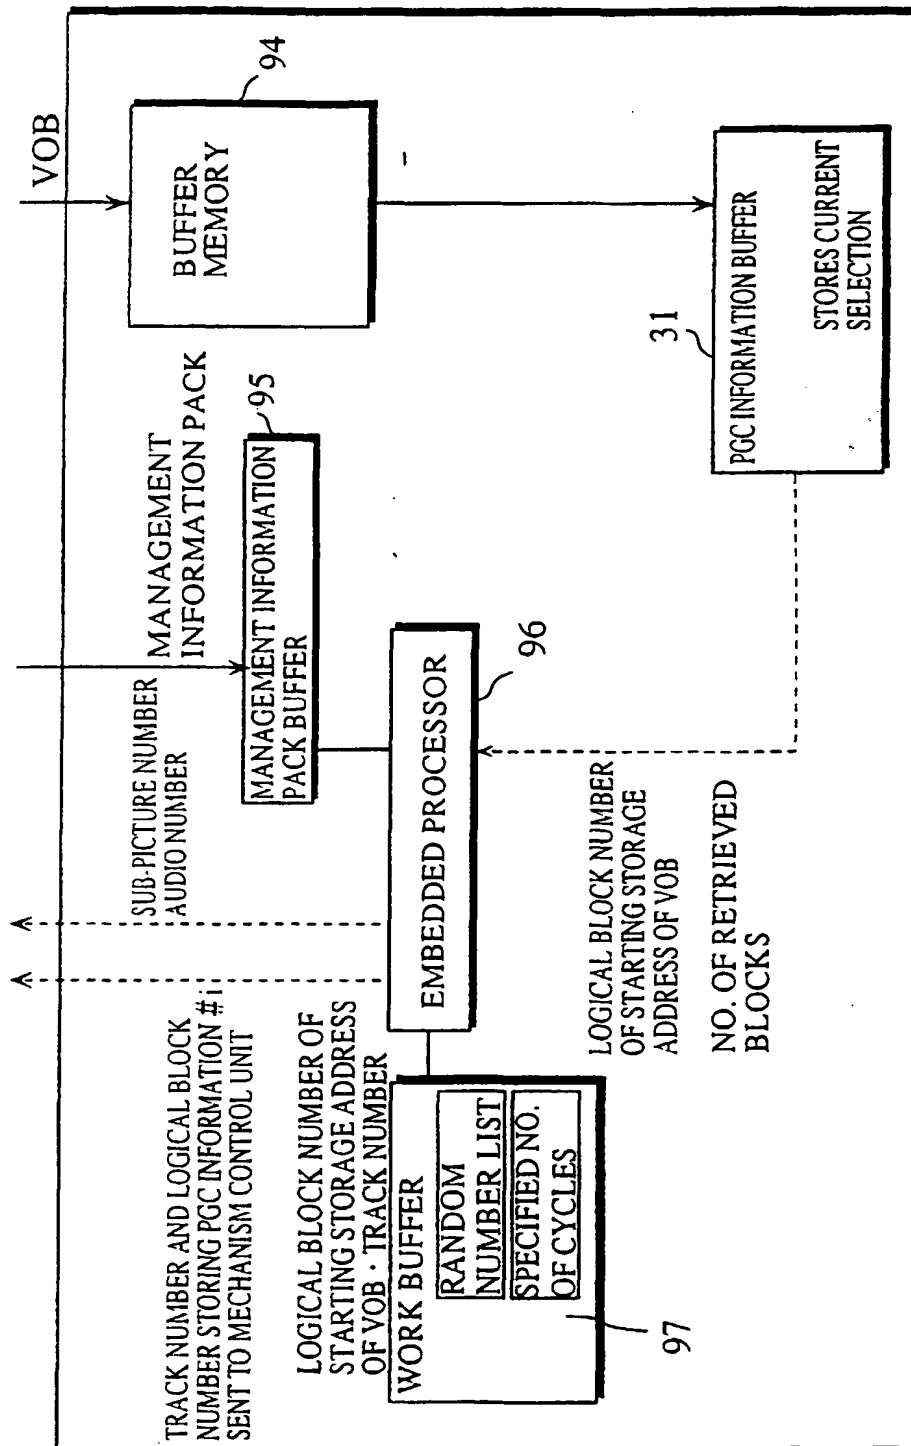 TRACK NUMBER AND LOGICAL BLOCK
NUMBER STORING PGC INFORMATION #i
SENT TO MECHANISM CONTROL UNIT
SUB-PICTURE NUMBER
AUDIO NUMBER
MANAGEMENT
INFORMATION PACK
VOB
LOGICAL BLOCK NUMBER OF
STARTING STORAGE ADDRESS
OF VOB · TRACK NUMBER
MANAGEMENT INFORMATION
PACK BUFFER
95
BUFFER
MEMORY
94
WORK BUFFER
RANDOM
NUMBER LIST
SPECIFIED NO.
OF CYCLES
97
EMBEDDED PROCESSOR
96
LOGICAL BLOCK NUMBER
OF STARTING STORAGE
ADDRESS OF VOB
NO. OF RETRIEVED
BLOCKS
31
PGC INFORMATION BUFFER
STORES CURRENT
SELECTION